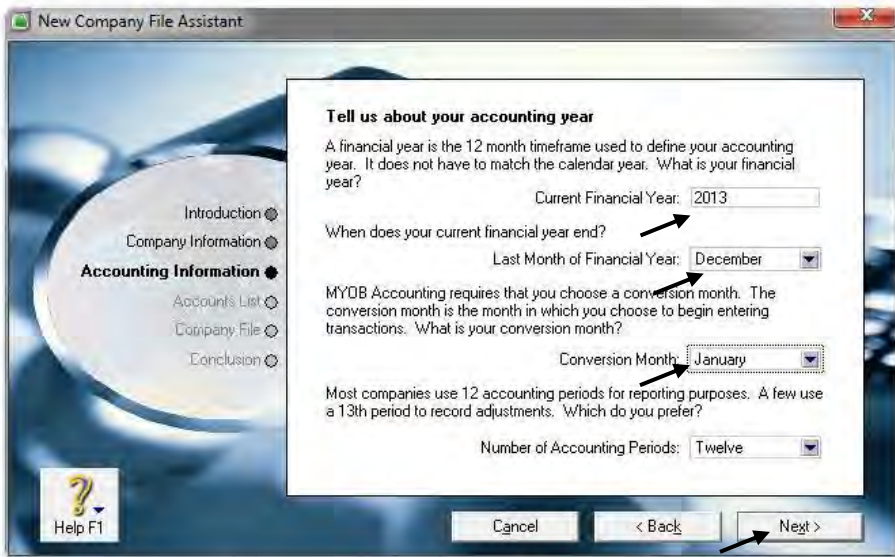 New Company File Assistant
Tell us about your accounting year
A financial year is the 12 month timeframe used to define your accounting
year. It does not have to match the calendar year. What is your financial
year?
Current Financial Year: 2013
When does your current financial year end?
Last Month of Financial Year: December
MYOB Accounting requires that you choose a conversion month. The
conversion month is the month in which you choose to begin entering
transactions. What is your conversion month?
Conversion Month: January
Most companies use 12 accounting periods for reporting purposes. A few use
a 13th period to record adjustments. Which do you prefer?
Number of Accounting Periods: Twelve
Introduction
Company Information
Accounting Information
Accounts List
Company File
Conclusion
Help F1
Cancel
< Back
Next >